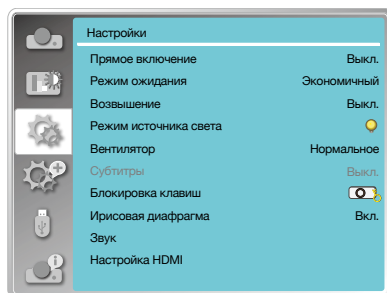 Настройки
Прямое включение Выкл.
Режим ожидания Экономичный
Возвышение Выкл.
Режим источника света
Вентилятор Нормальное
Субтитры Выкл.
Блокировка клавиш
Ирисовая диафрагма Вкл.
Звук
Настройка HDMI